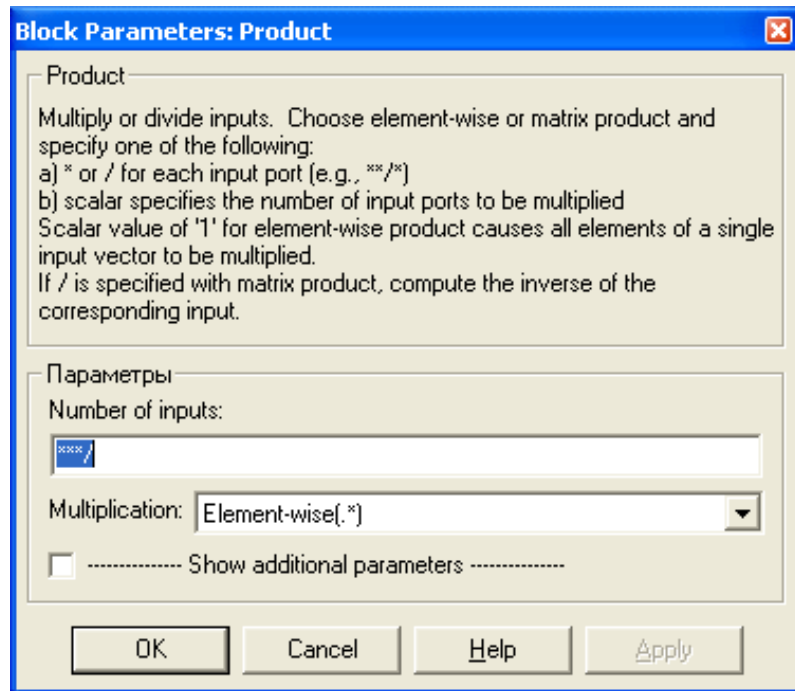 Block Parameters: Product
Product
Multiply or divide inputs. Choose element-wise or matrix product and
specify one of the following:
a) * or / for each input port (e.g., **/*)
b) scalar specifies the number of input ports to be multiplied
Scalar value of '1' for element-wise product causes all elements of a single
input vector to be multiplied.
If / is specified with matrix product, compute the inverse of the
corresponding input.
Параметры
Number of inputs:
***/
Multiplication: Element-wise(.*)
--------------- Show additional parameters ---------------
OK Cancel Help Apply